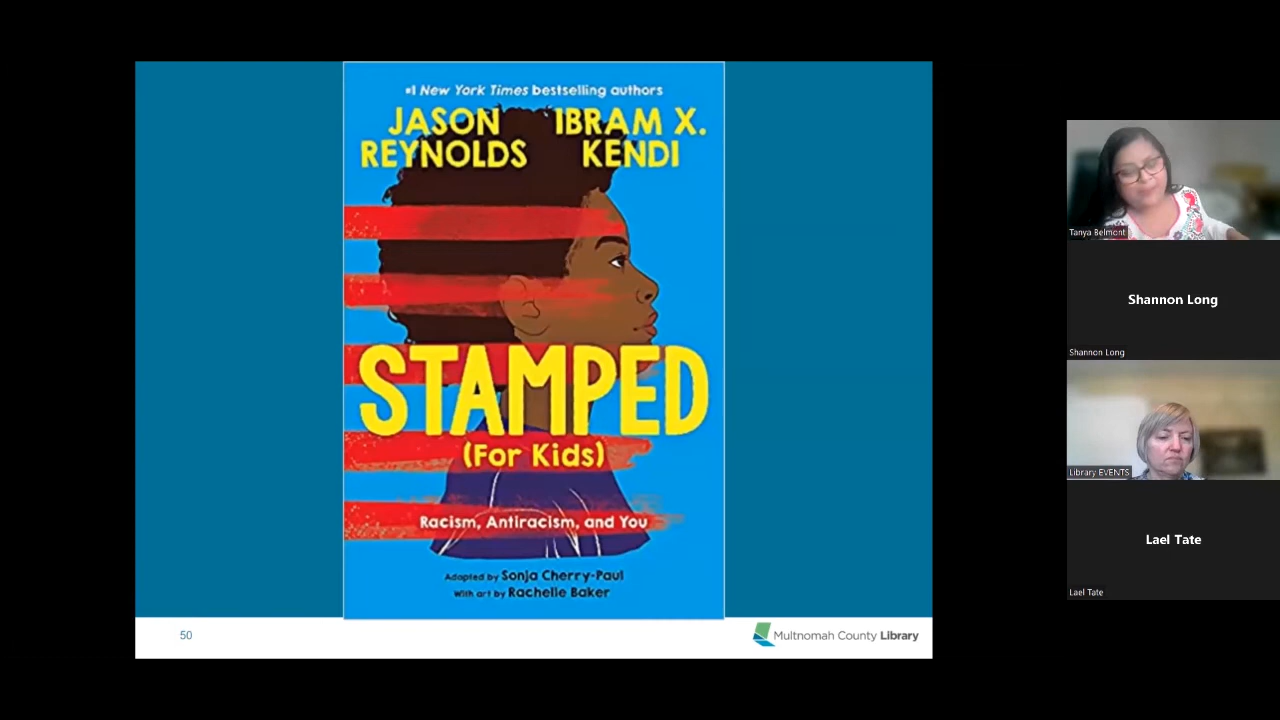 #1 New York Times bestselling authors
JASON REYNOLDS
IBRAM X. KENDI
STAMPED
(For Kids)
Racism, Antiracism, and You
Adapted by Sonja Cherry-Paul
With art by Rachelle Baker
50
Multnomah County Library
Tanya Belmont
Shannon Long
Shannon Long
Library EVENTS
Lael Tate
Lael Tate